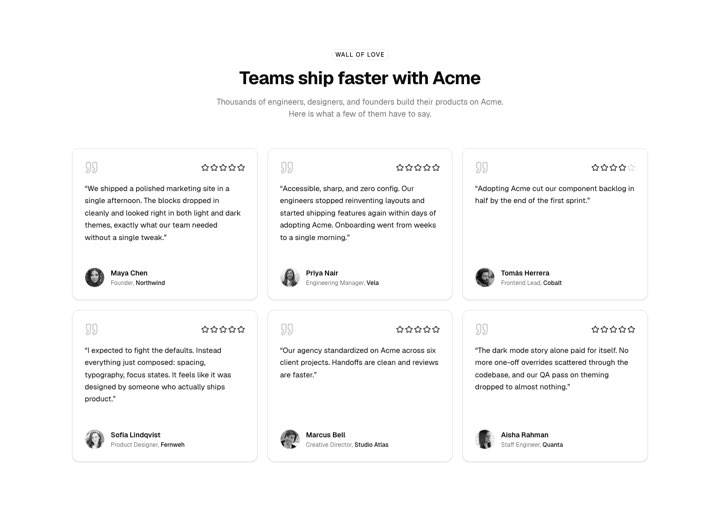 WALL OF LOVE
Teams ship faster with Acme
Thousands of engineers, designers, and founders build their products on Acme.
Here is what a few of them have to say.
“We shipped a polished marketing site in a
single afternoon. The blocks dropped in
cleanly and looked right in both light and dark
themes, exactly what our team needed
without a single tweak.”
Maya Chen
Founder, Northwind
“Accessible, sharp, and zero config. Our
engineers stopped reinventing layouts and
started shipping features again within days of
adopting Acme. Onboarding went from weeks
to a single morning.”
Priya Nair
Engineering Manager, Vela
“Adopting Acme cut our component backlog in
half by the end of the first sprint.”
Tomás Herrera
Frontend Lead, Cobalt
“I expected to fight the defaults. Instead
everything just composed: spacing,
typography, focus states. It feels like it was
designed by someone who actually ships
product.”
Sofia Lindqvist
Product Designer, Fernweh
“Our agency standardized on Acme across six
client projects. Handoffs are clean and reviews
are faster.”
Marcus Bell
Creative Director, Studio Atlas
“The dark mode story alone paid for itself. No
more one-off overrides scattered through the
codebase, and our QA pass on theming
dropped to almost nothing.”
Aisha Rahman
Staff Engineer, Quanta